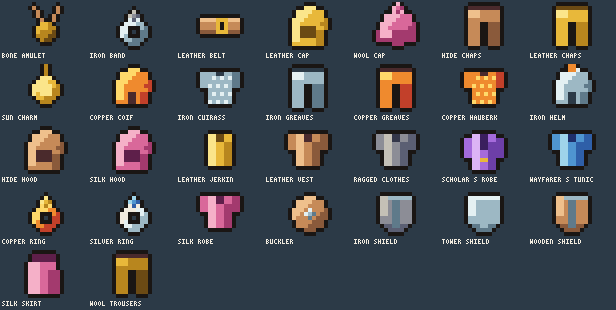 BONE AMULET IRON BAND LEATHER BELT LEATHER CAP WOOL CAP HIDE CHAPS LEATHER CHAPS
SUN CHARM COPPER COIF IRON CUIRASS IRON GREAVES COPPER GREAVES COPPER HAUBERK IRON HELM
HIDE HOOD SILK HOOD LEATHER JERKIN LEATHER VEST RAGGED CLOTHES SCHOLAR S ROBE WAYFARER S TUNIC
COPPER RING SILVER RING SILK ROBE BUCKLER IRON SHIELD TOWER SHIELD WOODEN SHIELD
SILK SKIRT WOOL TROUSERS